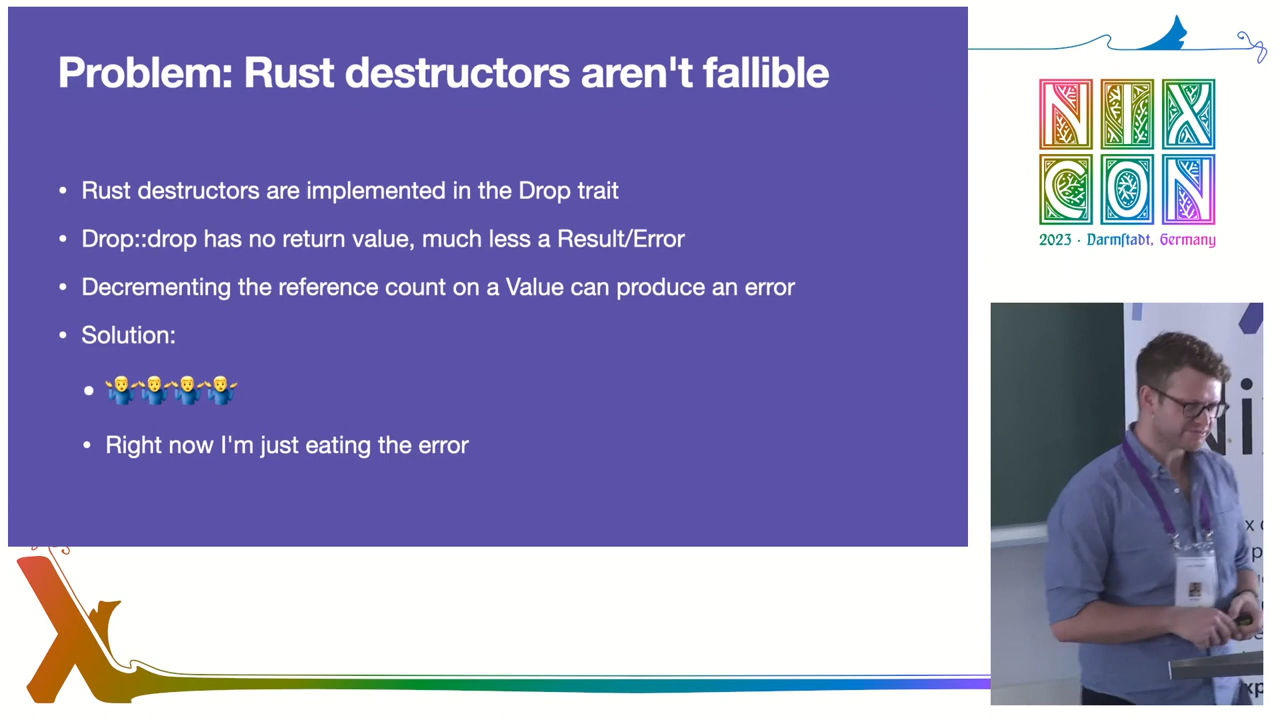 Problem: Rust destructors aren't fallible
• Rust destructors are implemented in the Drop trait
• Drop::drop has no return value, much less a Result/Error
• Decrementing the reference count on a Value can produce an error
• Solution:
• 🤷‍♂️🤷‍♂️🤷‍♂️🤷‍♂️
• Right now I'm just eating the error
NIX
CON
2023 · Darmstadt, Germany